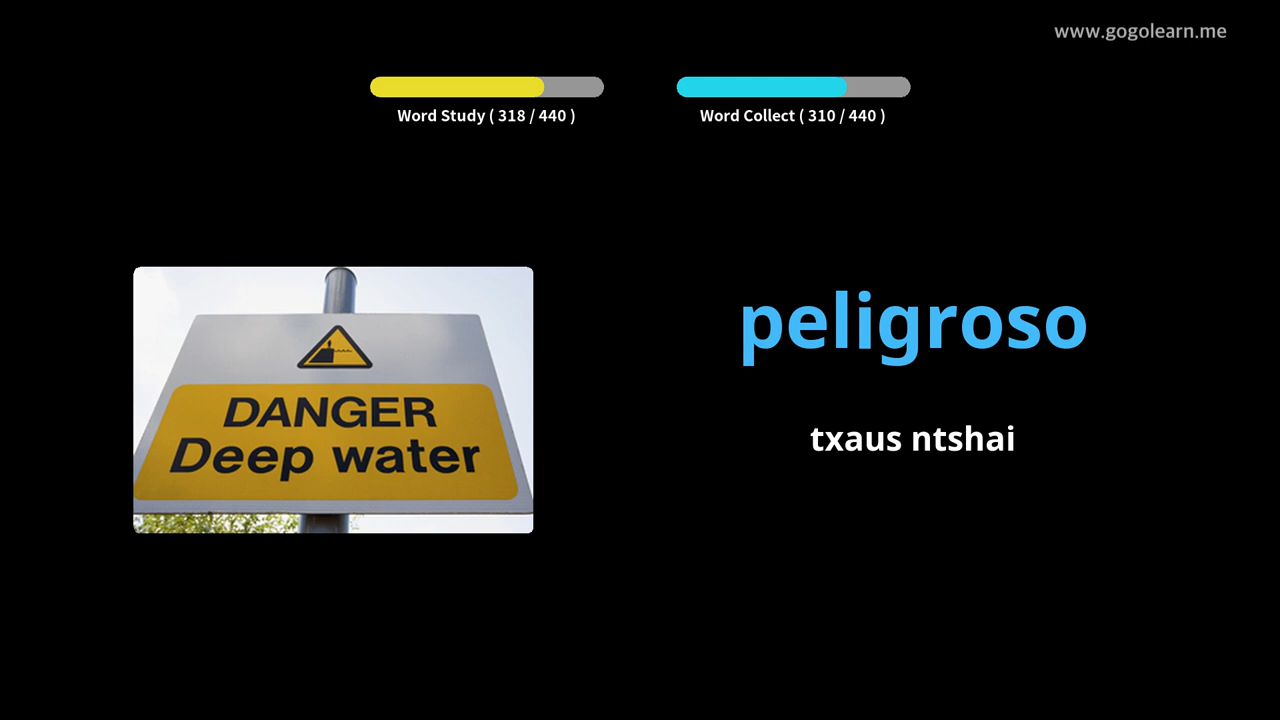 www.gogolearn.me
Word Study ( 318 / 440 )
Word Collect ( 310 / 440 )
DANGER
Deep water
peligroso
txaus ntshai